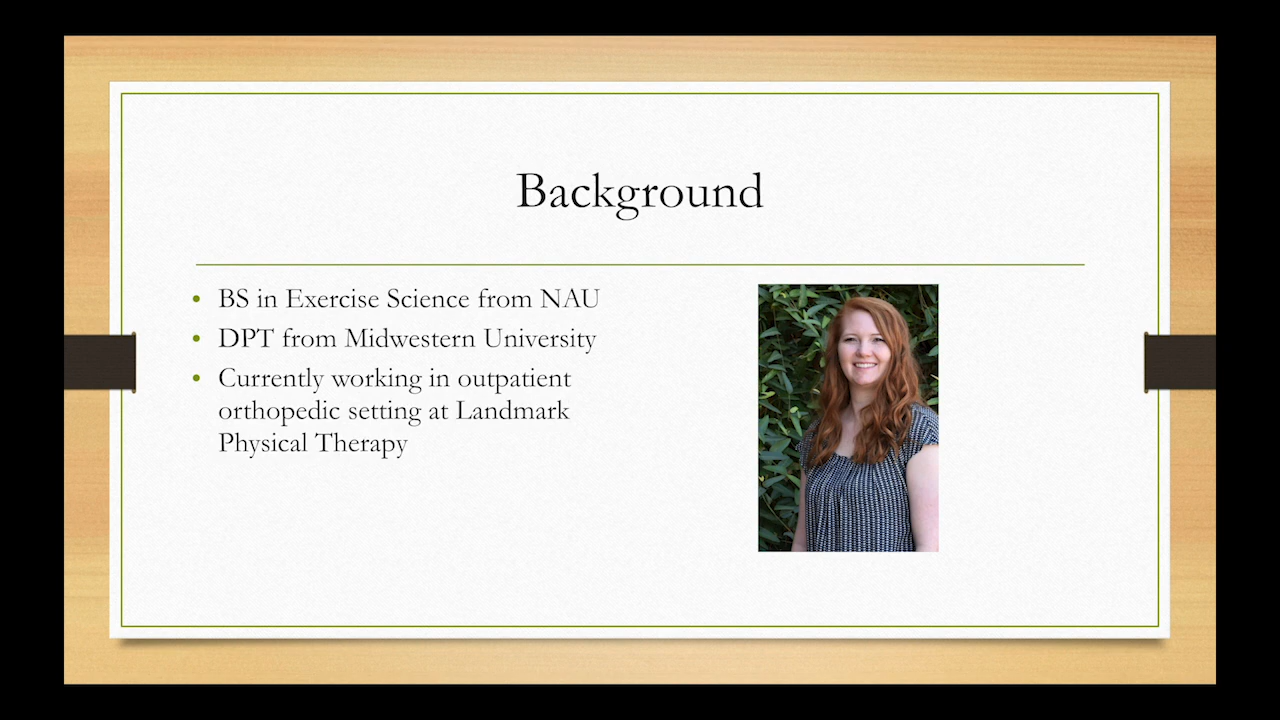 Background
• BS in Exercise Science from NAU
• DPT from Midwestern University
• Currently working in outpatient
orthopedic setting at Landmark
Physical Therapy